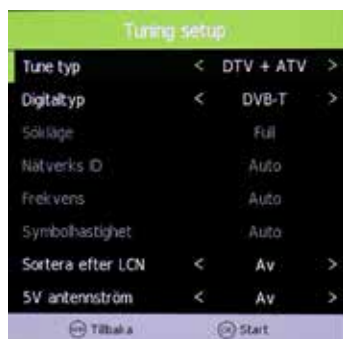 Tuning setup
Tune typ < DTV + ATV >
Digitaltyp < DVB-T >
Sökläge Full
Nätverks ID Auto
Frekvens Auto
Symbolhastighet Auto
Sortera efter LCN < Av >
5V antennström < Av >
Tillbaka Start